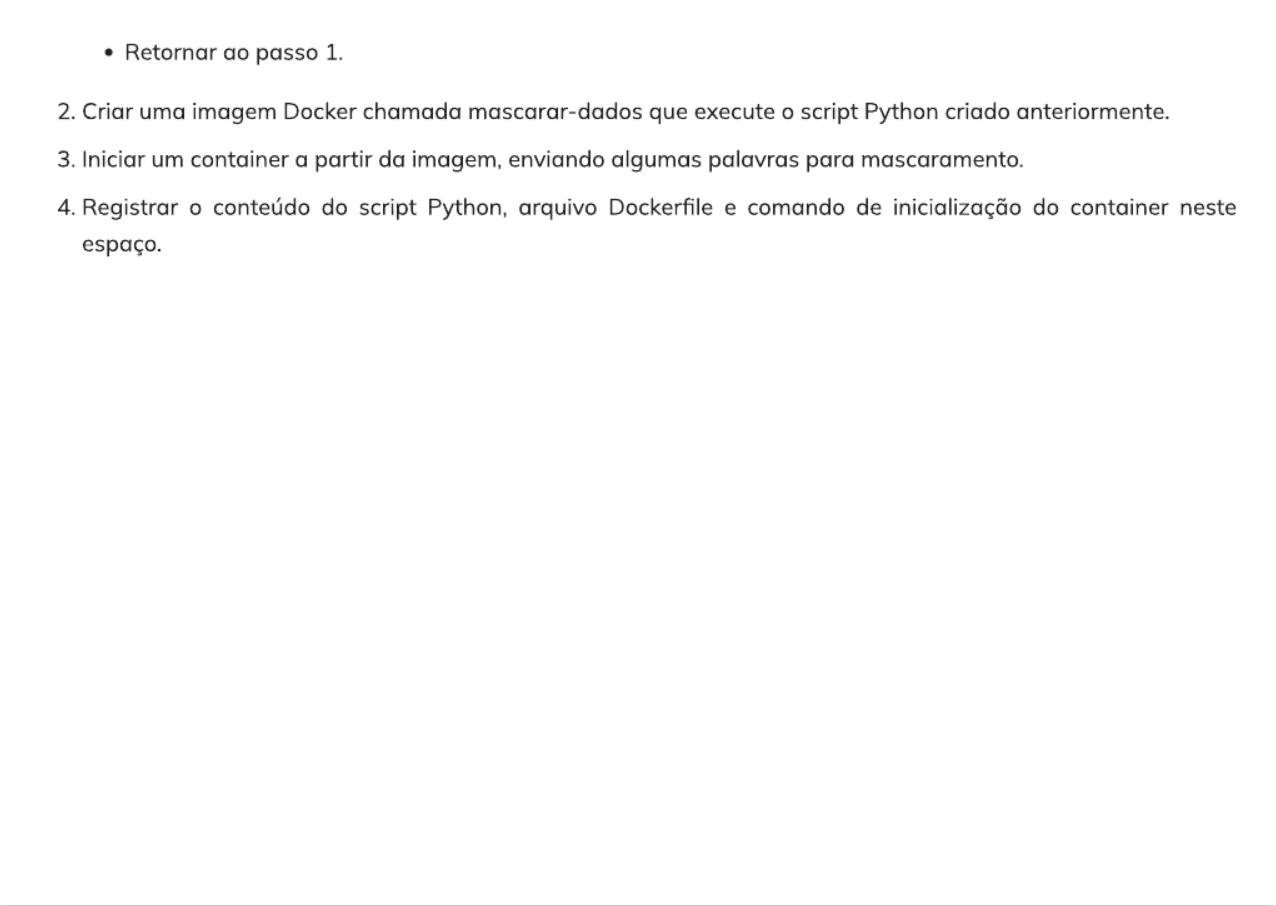 • Retornar ao passo 1.
2. Criar uma imagem Docker chamada mascarar-dados que execute o script Python criado anteriormente.
3. Iniciar um container a partir da imagem, enviando algumas palavras para mascaramento.
4. Registrar o conteúdo do script Python, arquivo Dockerfile e comando de inicialização do container neste
espaço.